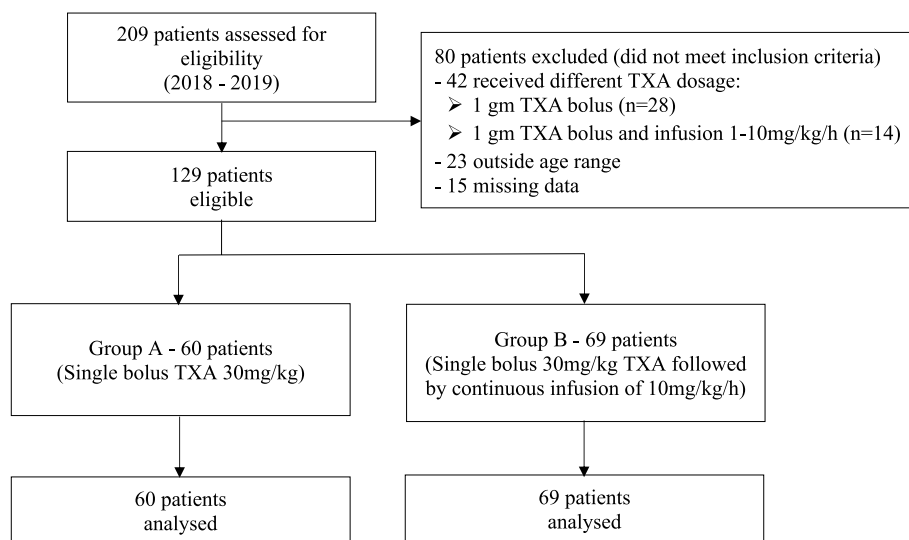 209 patients assessed for
eligibility
(2018 - 2019)
80 patients excluded (did not meet inclusion criteria)
- 42 received different TXA dosage:
➢ 1 gm TXA bolus (n=28)
➢ 1 gm TXA bolus and infusion 1-10mg/kg/h (n=14)
- 23 outside age range
- 15 missing data
129 patients
eligible
Group A - 60 patients
(Single bolus TXA 30mg/kg)
Group B - 69 patients
(Single bolus 30mg/kg TXA followed
by continuous infusion of 10mg/kg/h)
60 patients
analysed
69 patients
analysed